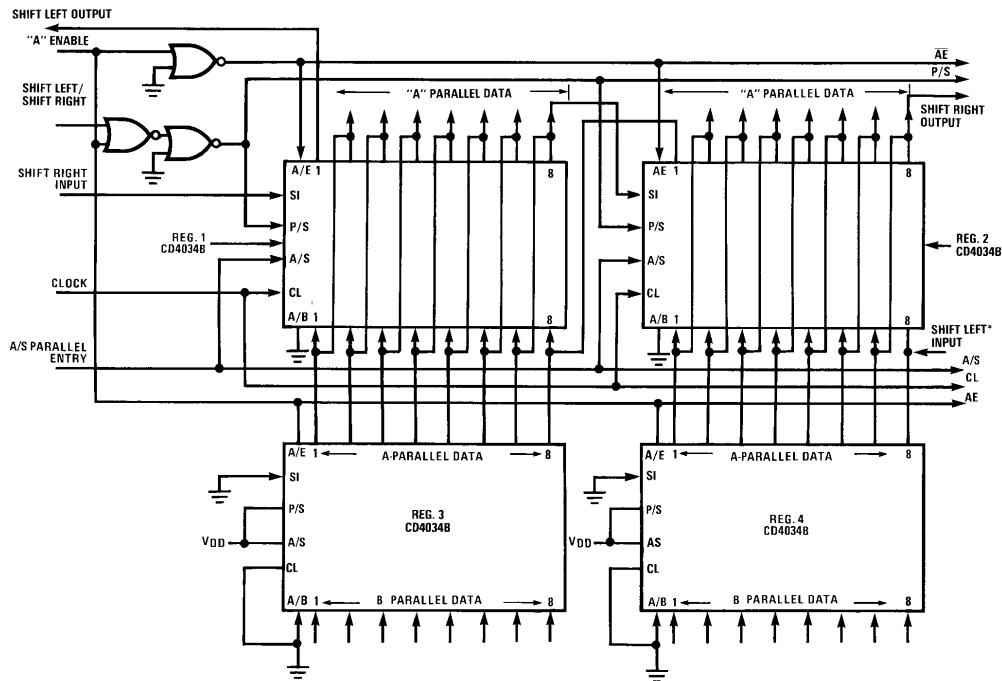 SHIFT LEFT OUTPUT
"A" ENABLE
AE
P/S
SHIFT LEFT/
SHIFT RIGHT
"A" PARALLEL DATA
"A" PARALLEL DATA
SHIFT RIGHT
OUTPUT
A/E 1
8
AE 1
8
SHIFT RIGHT
INPUT
SI
SI
P/S
P/S
REG. 1
CD4034B
REG. 2
CD4034B
A/S
A/S
CLOCK
CL
CL
A/B 1
8
A/B 1
8
SHIFT LEFT*
INPUT
A/S PARALLEL
ENTRY
A/S
CL
AE
A/E 1
A-PARALLEL DATA
8
A/E 1
A-PARALLEL DATA
8
SI
SI
P/S
REG. 3
CD4034B
P/S
REG. 4
CD4034B
VDD
A/S
VDD
AS
CL
CL
A/B 1
B PARALLEL DATA
8
A/B 1
B PARALLEL DATA
8